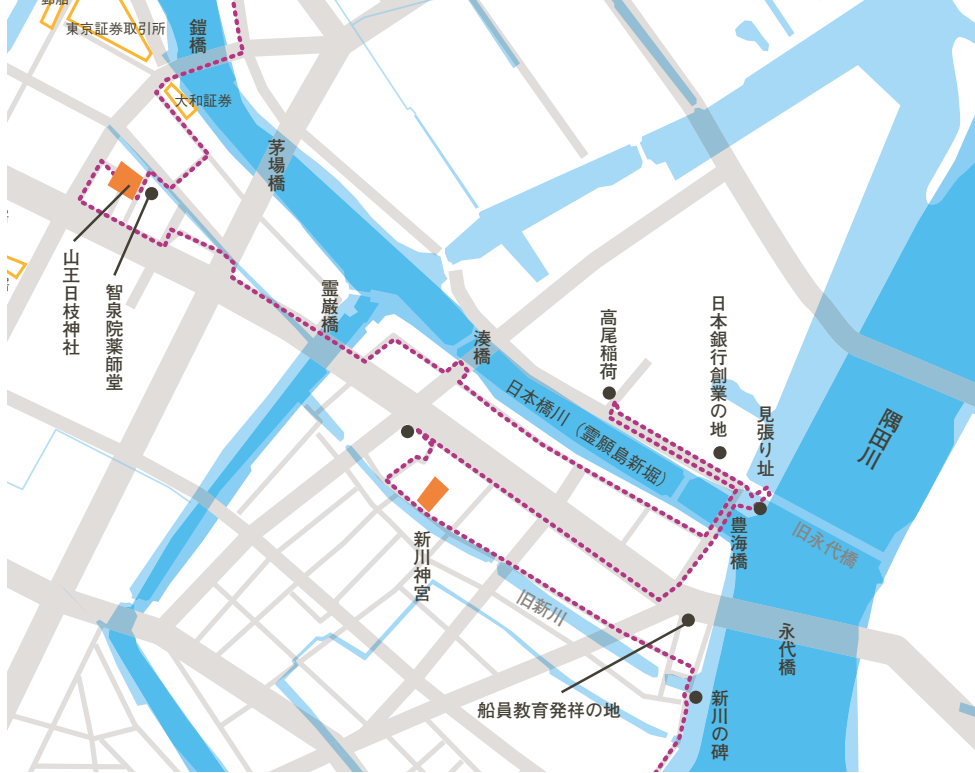 東京証券取引所
鎧橋
大和証券
茅場橋
山王日枝神社
智泉院薬師堂
霊巌橋
湊橋
高尾稲荷
日本銀行創業の地
見張り址
日本橋川（霊願島新堀）
隅田川
豊海橋
旧永代橋
新川神宮
旧新川
永代橋
船員教育発祥の地
新川の碑